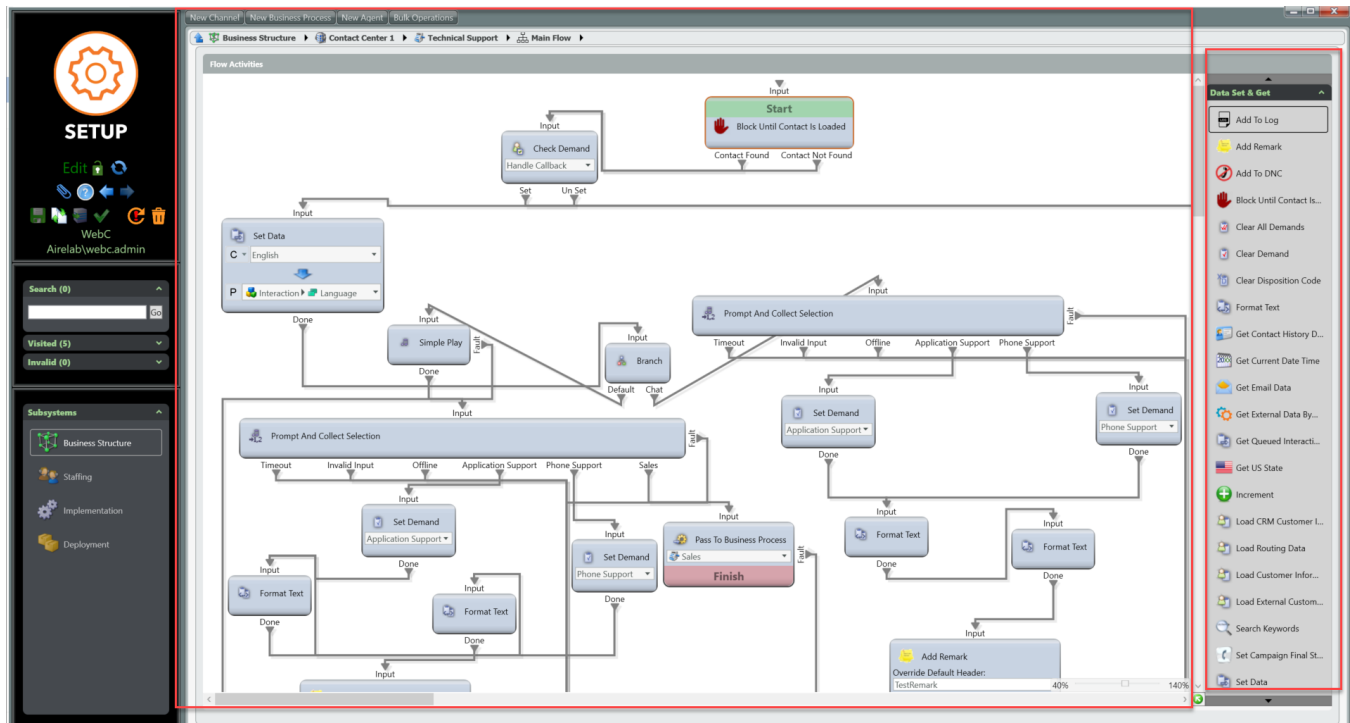 New Channel New Business Process New Agent Bulk Operations
Business Structure Contact Center 1 Technical Support Main Flow
SETUP
Edit
WebC
Airelab\webc.admin
Search (0)
Go
Visited (5)
Invalid (0)
Subsystems
Business Structure
Staffing
Implementation
Deployment
Flow Activities
Input
Start
Block Until Contact Is Loaded
Contact Found Contact Not Found
Input
Check Demand
Handle Callback
Set Un Set
Input
Set Data
C English
P Interaction Language
Done
Input
Simple Play
Fault
Done
Input
Branch
Default Chat
Input
Prompt And Collect Selection
Fault
Timeout Invalid Input Offline Application Support Phone Support
Input
Set Demand
Application Support
Done
Input
Set Demand
Phone Support
Done
Input
Prompt And Collect Selection
Fault
Timeout Invalid Input Offline Application Support Phone Support Sales
Input
Set Demand
Application Support
Done
Input
Set Demand
Phone Support
Done
Input
Pass To Business Process
Sales
Fault
Finish
Input
Format Text
Done
Input
Format Text
Done
Input
Format Text
Done
Input
Format Text
Done
Input
Input
Add Remark
Override Default Header:
TestRemark
40% 140%
Data Set & Get
Add To Log
Add Remark
Add To DNC
Block Until Contact Is...
Clear All Demands
Clear Demand
Clear Disposition Code
Format Text
Get Contact History D...
Get Current Date Time
Get Email Data
Get External Data By...
Get Queued Interacti...
Get US State
Increment
Load CRM Customer I...
Load Routing Data
Load Customer Infor...
Load External Custom...
Search Keywords
Set Campaign Final St...
Set Data